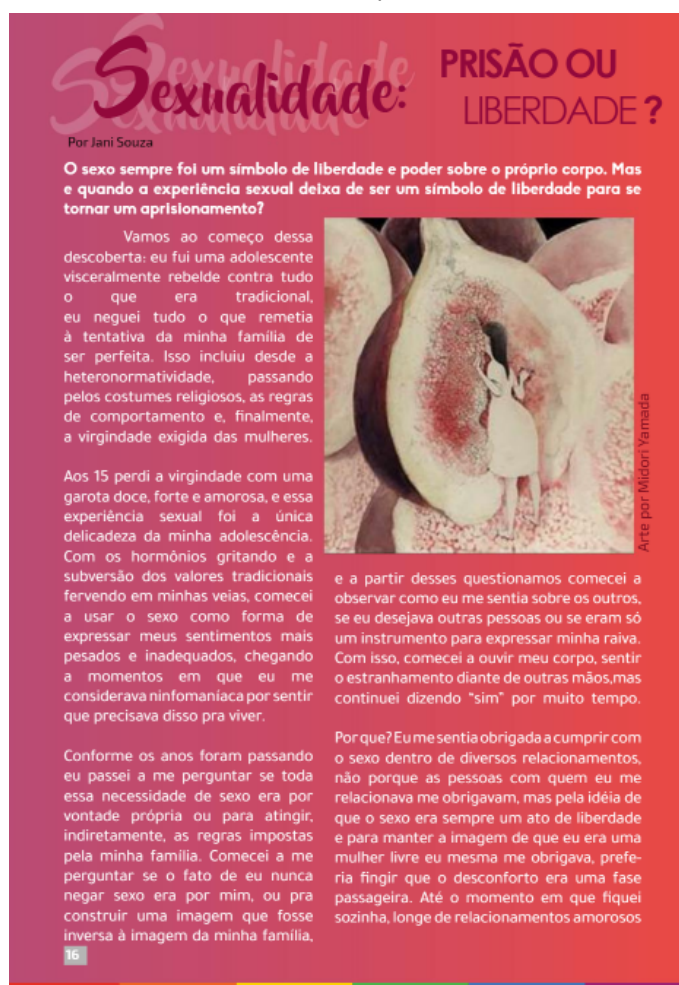 Sexualidade:
PRISÃO OU
LIBERDADE ?
Por Jani Souza
O sexo sempre foi um símbolo de liberdade e poder sobre o próprio corpo. Mas
e quando a experiência sexual deixa de ser um símbolo de liberdade para se
tornar um aprisionamento?
Vamos ao começo dessa
descoberta: eu fui uma adolescente
visceralmente rebelde contra tudo
o que era tradicional,
eu neguei tudo o que remetia
à tentativa da minha família de
ser perfeita. Isso incluiu desde a
heteronormatividade, passando
pelos costumes religiosos, as regras
de comportamento e, finalmente,
a virgindade exigida das mulheres.
Aos 15 perdi a virgindade com uma
garota doce, forte e amorosa, e essa
experiência sexual foi a única
delicadeza da minha adolescência.
Com os hormônios gritando e a
subversão dos valores tradicionais
fervendo em minhas veias, comecei
a usar o sexo como forma de
expressar meus sentimentos mais
pesados e inadequados, chegando
a momentos em que eu me
considerava ninfomaníaca por sentir
que precisava disso pra viver.
Conforme os anos foram passando
eu passei a me perguntar se toda
essa necessidade de sexo era por
vontade própria ou para atingir,
indiretamente, as regras impostas
pela minha família. Comecei a me
perguntar se o fato de eu nunca
negar sexo era por mim, ou pra
construir uma imagem que fosse
inversa à imagem da minha família,
Arte por Midori Yamada
e a partir desses questionamos comecei a
observar como eu me sentia sobre os outros,
se eu desejava outras pessoas ou se eram só
um instrumento para expressar minha raiva.
Com isso, comecei a ouvir meu corpo, sentir
o estranhamento diante de outras mãos,mas
continuei dizendo “sim” por muito tempo.
Por que? Eu me sentia obrigada a cumprir com
o sexo dentro de diversos relacionamentos,
não porque as pessoas com quem eu me
relacionava me obrigavam, mas pela idéia de
que o sexo era sempre um ato de liberdade
e para manter a imagem de que eu era uma
mulher livre eu mesma me obrigava, prefe-
ria fingir que o desconforto era uma fase
passageira. Até o momento em que fiquei
sozinha, longe de relacionamentos amorosos
16